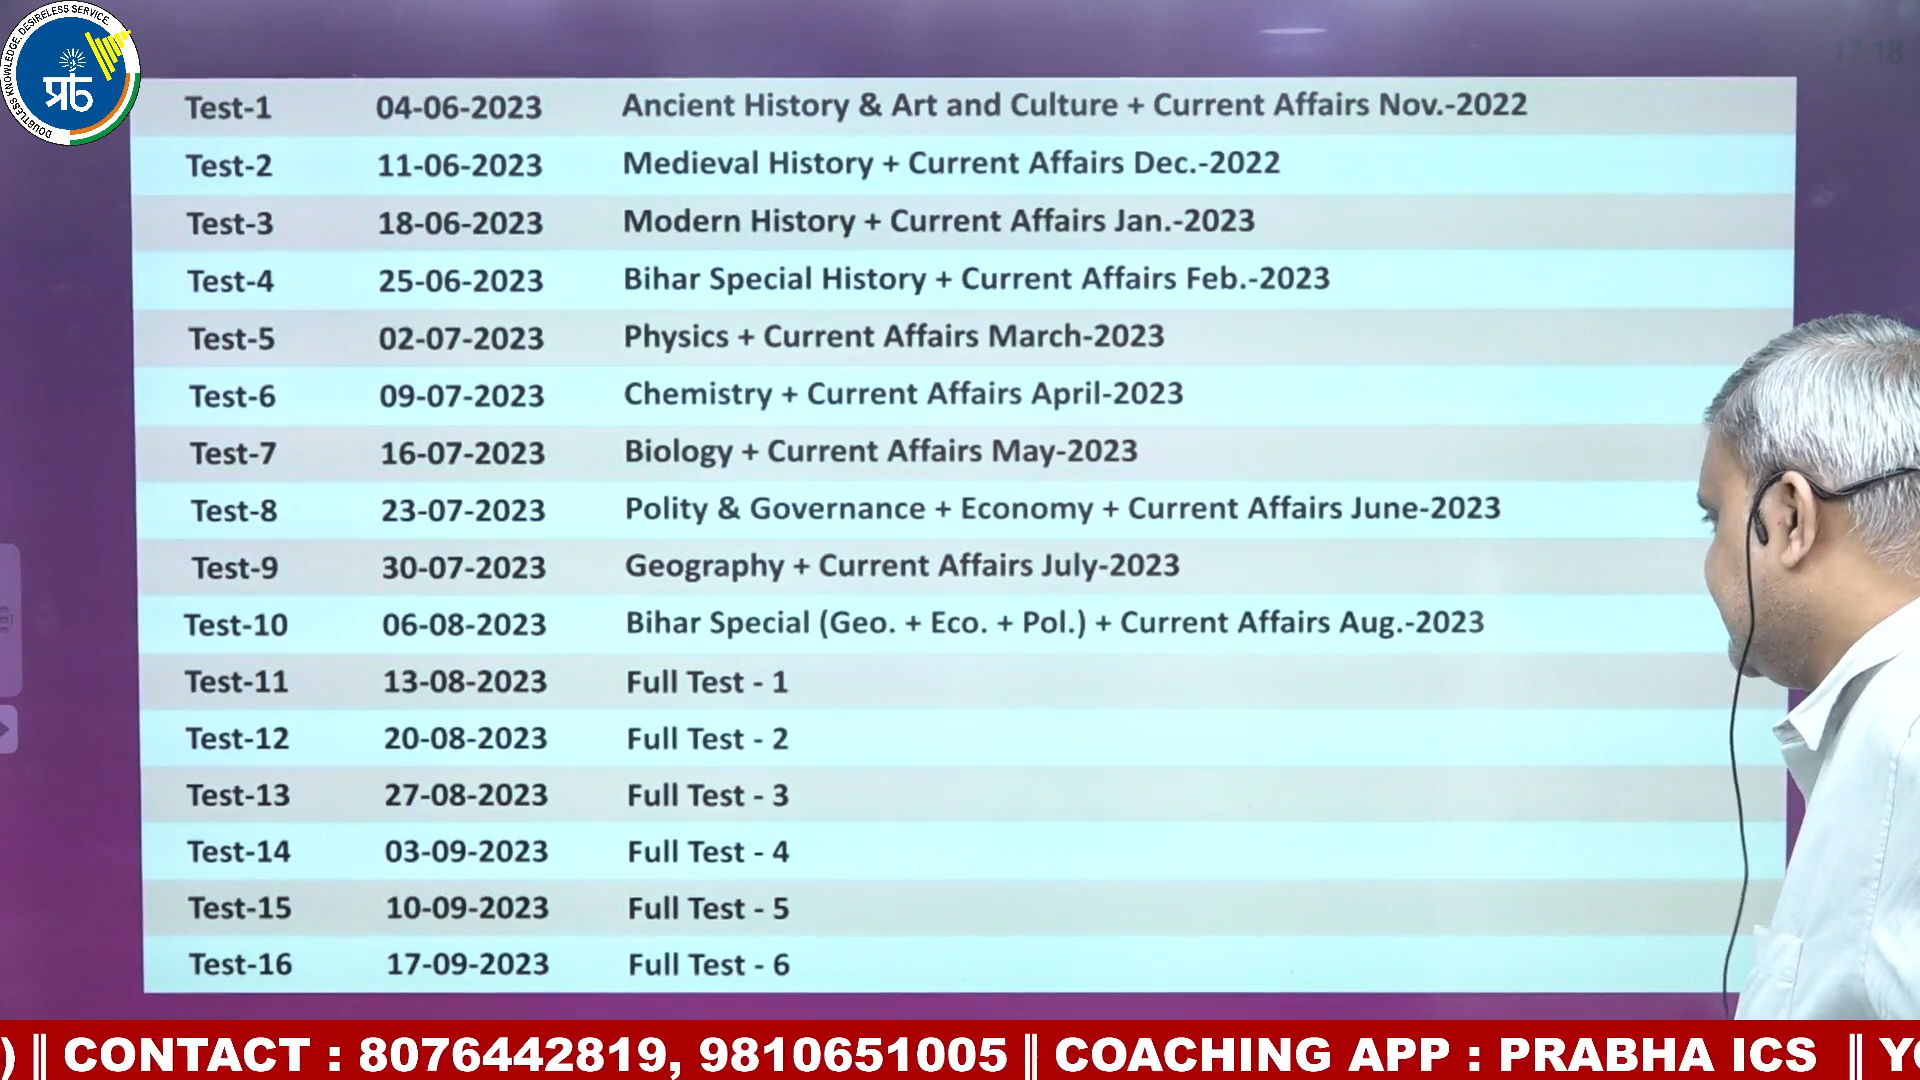 DOUBTLESS KNOWLEDGE, DESIRELESS SERVICE.
प्रभा
17:18
Test-1 04-06-2023 Ancient History & Art and Culture + Current Affairs Nov.-2022
Test-2 11-06-2023 Medieval History + Current Affairs Dec.-2022
Test-3 18-06-2023 Modern History + Current Affairs Jan.-2023
Test-4 25-06-2023 Bihar Special History + Current Affairs Feb.-2023
Test-5 02-07-2023 Physics + Current Affairs March-2023
Test-6 09-07-2023 Chemistry + Current Affairs April-2023
Test-7 16-07-2023 Biology + Current Affairs May-2023
Test-8 23-07-2023 Polity & Governance + Economy + Current Affairs June-2023
Test-9 30-07-2023 Geography + Current Affairs July-2023
Test-10 06-08-2023 Bihar Special (Geo. + Eco. + Pol.) + Current Affairs Aug.-2023
Test-11 13-08-2023 Full Test - 1
Test-12 20-08-2023 Full Test - 2
Test-13 27-08-2023 Full Test - 3
Test-14 03-09-2023 Full Test - 4
Test-15 10-09-2023 Full Test - 5
Test-16 17-09-2023 Full Test - 6
) || CONTACT : 8076442819, 9810651005 || COACHING APP : PRABHA ICS || Y